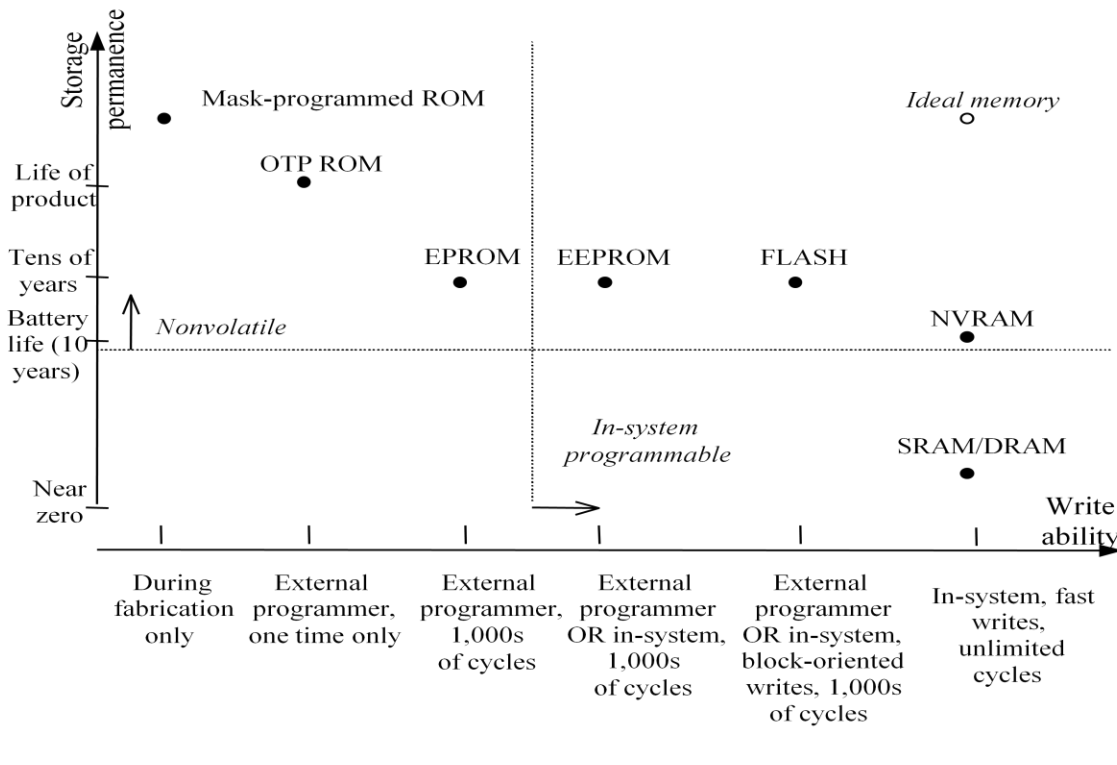 Storage
permanence
Mask-programmed ROM
Ideal memory
OTP ROM
Life of
product
EPROM
EEPROM
FLASH
Tens of
years
Nonvolatile
NVRAM
Battery
life (10
years)
In-system
programmable
SRAM/DRAM
Near
zero
Write
ability
During
fabrication
only
External
programmer,
one time only
External
programmer,
1,000s
of cycles
External
programmer
OR in-system,
1,000s
of cycles
External
programmer
OR in-system,
block-oriented
writes, 1,000s
of cycles
In-system, fast
writes,
unlimited
cycles